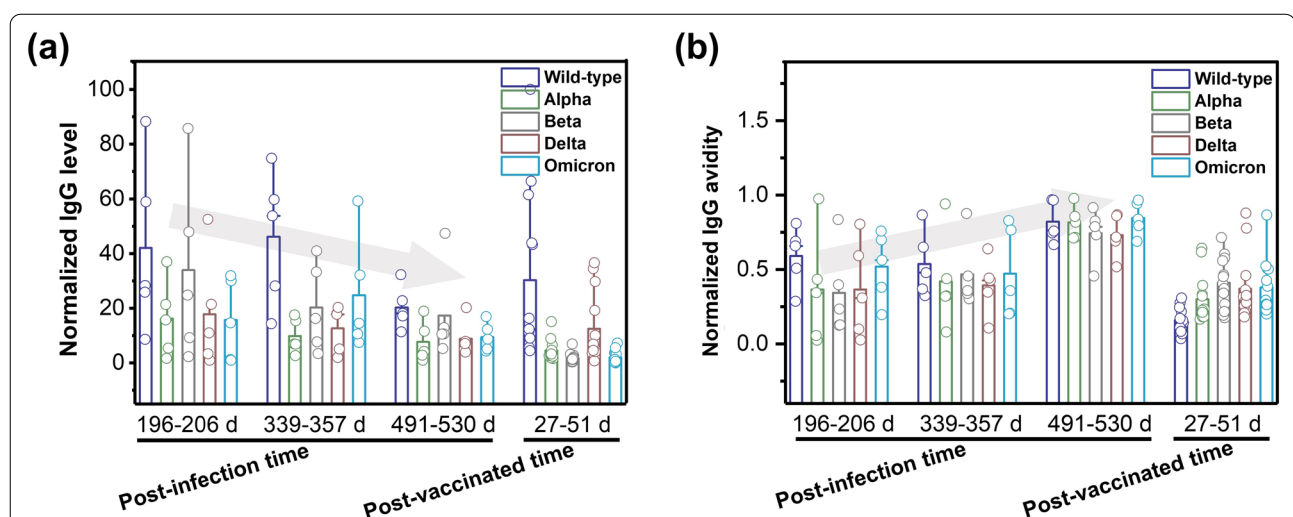 (a)
Normalized IgG level
100
80
60
40
20
0
Wild-type
Alpha
Beta
Delta
Omicron
196-206 d 339-357 d 491-530 d 27-51 d
Post-infection time
Post-vaccinated time
(b)
Normalized IgG avidity
1.5
1.0
0.5
0.0
Wild-type
Alpha
Beta
Delta
Omicron
196-206 d 339-357 d 491-530 d 27-51 d
Post-infection time
Post-vaccinated time